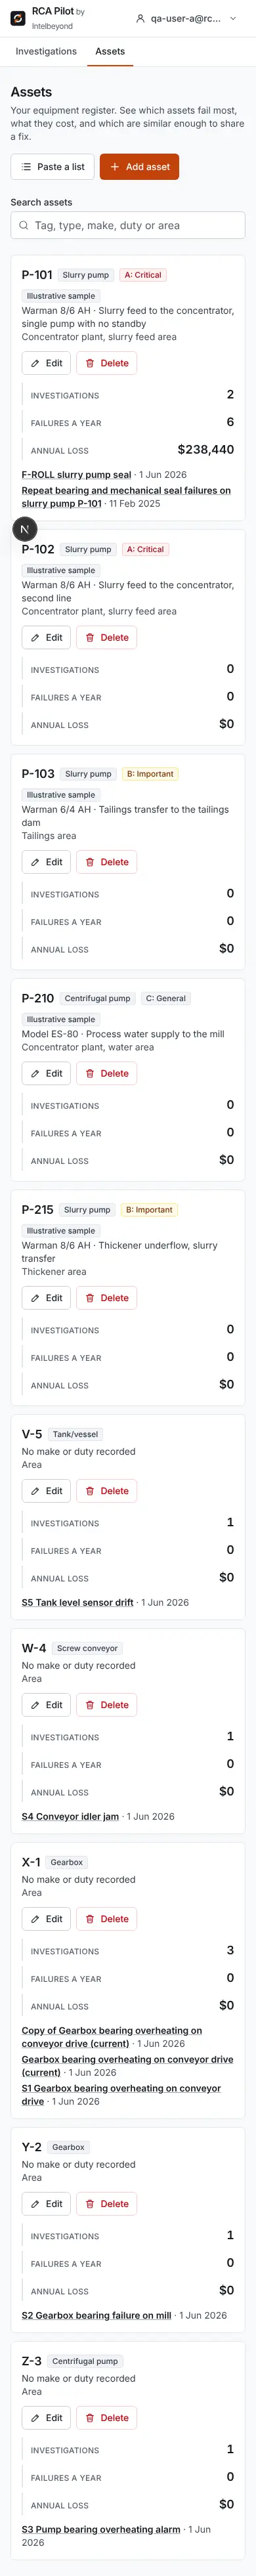 RCA Pilot by
Intelbeyond
qa-user-a@rc...
Investigations Assets
Assets
Your equipment register. See which assets fail most,
what they cost, and which are similar enough to share
a fix.
Paste a list
Add asset
Search assets
Tag, type, make, duty or area
P-101 Slurry pump A: Critical
Illustrative sample
Warman 8/6 AH · Slurry feed to the concentrator,
single pump with no standby
Concentrator plant, slurry feed area
Edit Delete
INVESTIGATIONS 2
FAILURES A YEAR 6
ANNUAL LOSS $238,440
F-ROLL slurry pump seal · 1 Jun 2026
Repeat bearing and mechanical seal failures on
slurry pump P-101 · 11 Feb 2025
N
P-102 Slurry pump A: Critical
Illustrative sample
Warman 8/6 AH · Slurry feed to the concentrator,
second line
Concentrator plant, slurry feed area
Edit Delete
INVESTIGATIONS 0
FAILURES A YEAR 0
ANNUAL LOSS $0
P-103 Slurry pump B: Important
Illustrative sample
Warman 6/4 AH · Tailings transfer to the tailings
dam
Tailings area
Edit Delete
INVESTIGATIONS 0
FAILURES A YEAR 0
ANNUAL LOSS $0
P-210 Centrifugal pump C: General
Illustrative sample
Model ES-80 · Process water supply to the mill
Concentrator plant, water area
Edit Delete
INVESTIGATIONS 0
FAILURES A YEAR 0
ANNUAL LOSS $0
P-215 Slurry pump B: Important
Illustrative sample
Warman 8/6 AH · Thickener underflow, slurry
transfer
Thickener area
Edit Delete
INVESTIGATIONS 0
FAILURES A YEAR 0
ANNUAL LOSS $0
V-5 Tank/vessel
No make or duty recorded
Area
Edit Delete
INVESTIGATIONS 1
FAILURES A YEAR 0
ANNUAL LOSS $0
S5 Tank level sensor drift · 1 Jun 2026
W-4 Screw conveyor
No make or duty recorded
Area
Edit Delete
INVESTIGATIONS 1
FAILURES A YEAR 0
ANNUAL LOSS $0
S4 Conveyor idler jam · 1 Jun 2026
X-1 Gearbox
No make or duty recorded
Area
Edit Delete
INVESTIGATIONS 3
FAILURES A YEAR 0
ANNUAL LOSS $0
Copy of Gearbox bearing overheating on
conveyor drive (current) · 1 Jun 2026
Gearbox bearing overheating on conveyor drive
(current) · 1 Jun 2026
S1 Gearbox bearing overheating on conveyor
drive · 1 Jun 2026
Y-2 Gearbox
No make or duty recorded
Area
Edit Delete
INVESTIGATIONS 1
FAILURES A YEAR 0
ANNUAL LOSS $0
S2 Gearbox bearing failure on mill · 1 Jun 2026
Z-3 Centrifugal pump
No make or duty recorded
Area
Edit Delete
INVESTIGATIONS 1
FAILURES A YEAR 0
ANNUAL LOSS $0
S3 Pump bearing overheating alarm · 1 Jun
2026